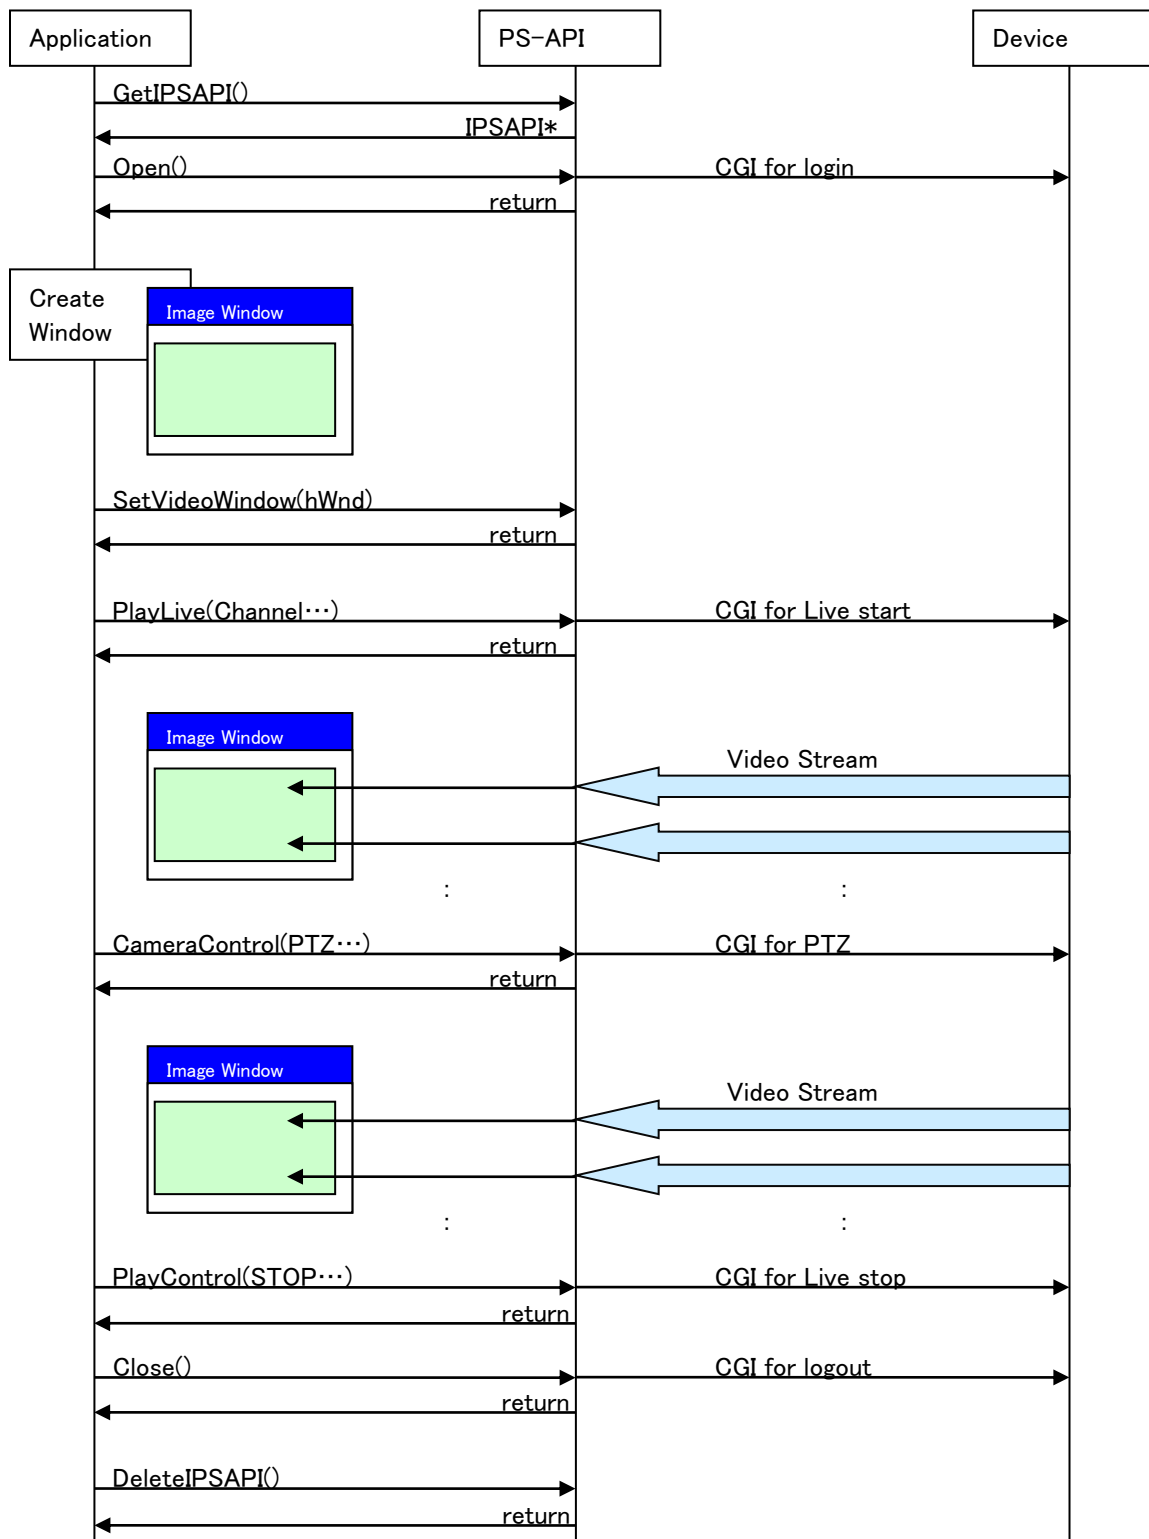 Application
PS-API
Device
GetIPSAPI()
IPSAPI*
Open()
CGI for login
return
Create
Window
Image Window
SetVideoWindow(hWnd)
return
PlayLive(Channel…)
CGI for Live start
return
Image Window
Video Stream
:
:
CameraControl(PTZ…)
CGI for PTZ
return
Image Window
Video Stream
:
:
PlayControl(STOP…)
CGI for Live stop
return
Close()
CGI for logout
return
DeleteIPSAPI()
return